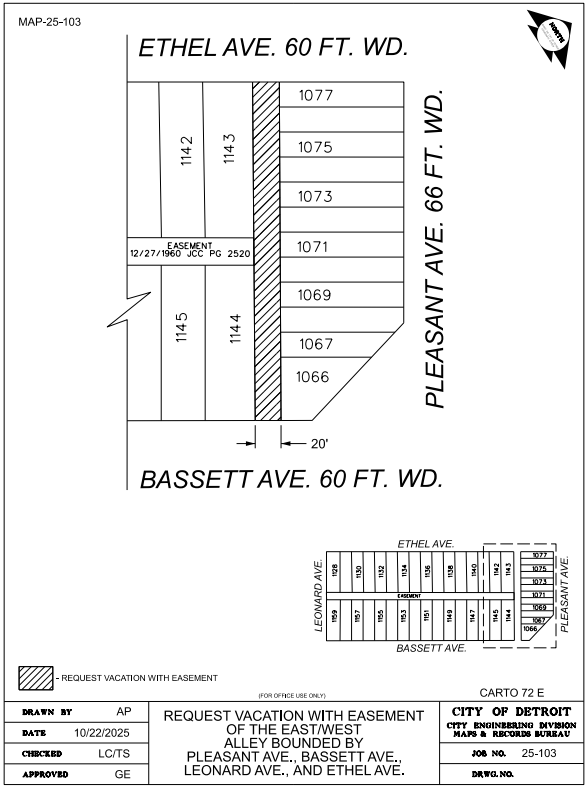 MAP-25-103
NORTH
ETHEL AVE. 60 FT. WD.
1077
1142
1143
1075
PLEASANT AVE. 66 FT. WD.
1073
EASEMENT
12/27/1960 JCC PG 2520
1071
1069
1145
1144
1067
1066
20'
BASSETT AVE. 60 FT. WD.
ETHEL AVE.
LEONARD AVE.
1128
1130
1132
1134
1136
1138
1140
1142
1143
1077
1075
1073
1071
1069
1067
1066
PLEASANT AVE.
EASEMENT
1159
1157
1155
1153
1151
1149
1147
1145
1144
BASSETT AVE.
- REQUEST VACATION WITH EASEMENT
(FOR OFFICE USE ONLY)
CARTO 72 E
DRAWN BY AP
DATE 10/22/2025
CHECKED LC/TS
APPROVED GE
REQUEST VACATION WITH EASEMENT
OF THE EAST/WEST
ALLEY BOUNDED BY
PLEASANT AVE., BASSETT AVE.,
LEONARD AVE., AND ETHEL AVE.
CITY OF DETROIT
CITY ENGINEERING DIVISION
MAPS & RECORDS BUREAU
JOB NO. 25-103
DRWG. NO.